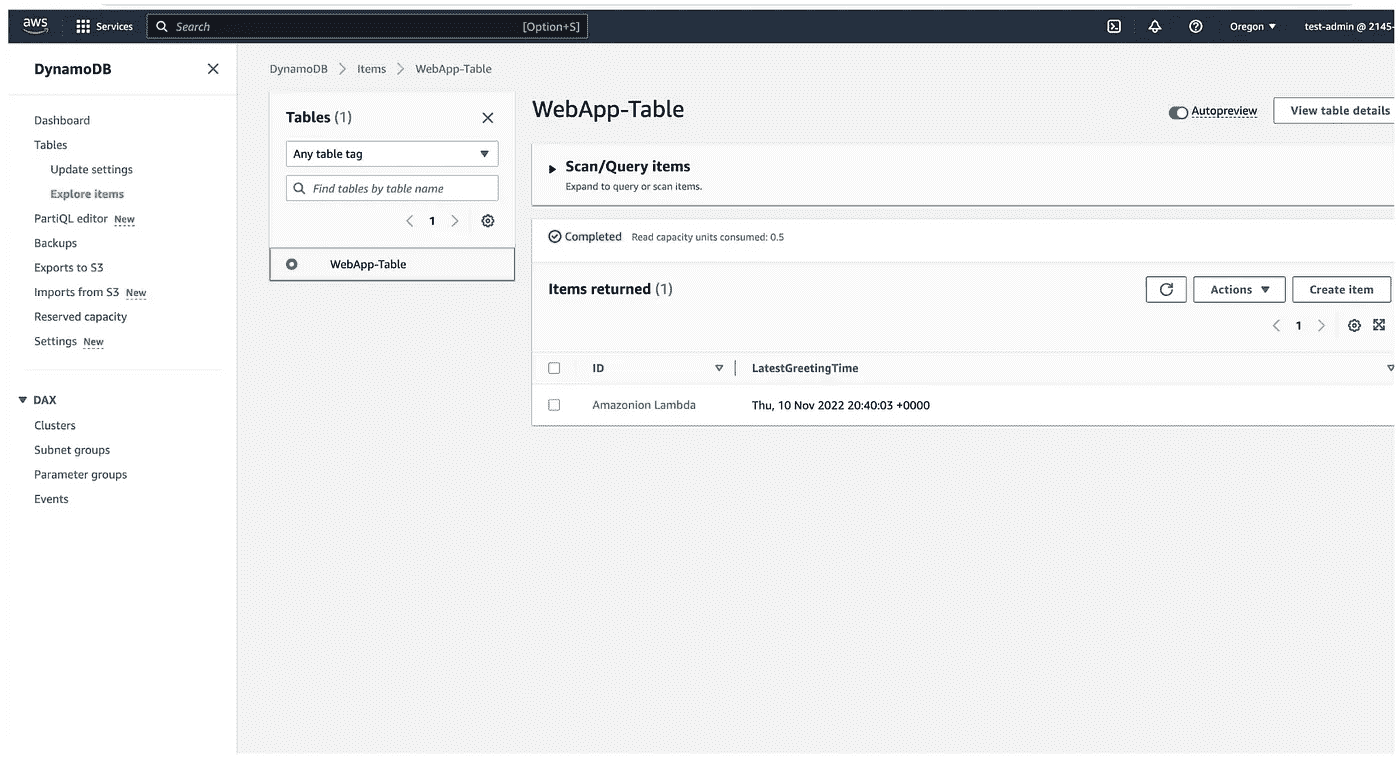 aws
Services
Search
[Option+S]
Oregon
test-admin @ 2145-
DynamoDB
Dashboard
Tables
Update settings
Explore items
PartiQL editor New
Backups
Exports to S3
Imports from S3 New
Reserved capacity
Settings New
DAX
Clusters
Subnet groups
Parameter groups
Events
DynamoDB > Items > WebApp-Table
Tables (1)
Any table tag
Find tables by table name
1
WebApp-Table
WebApp-Table
Autopreview
View table details
Scan/Query items
Expand to query or scan items.
Completed Read capacity units consumed: 0.5
Items returned (1)
Actions
Create item
1
ID LatestGreetingTime
Amazonion Lambda Thu, 10 Nov 2022 20:40:03 +0000